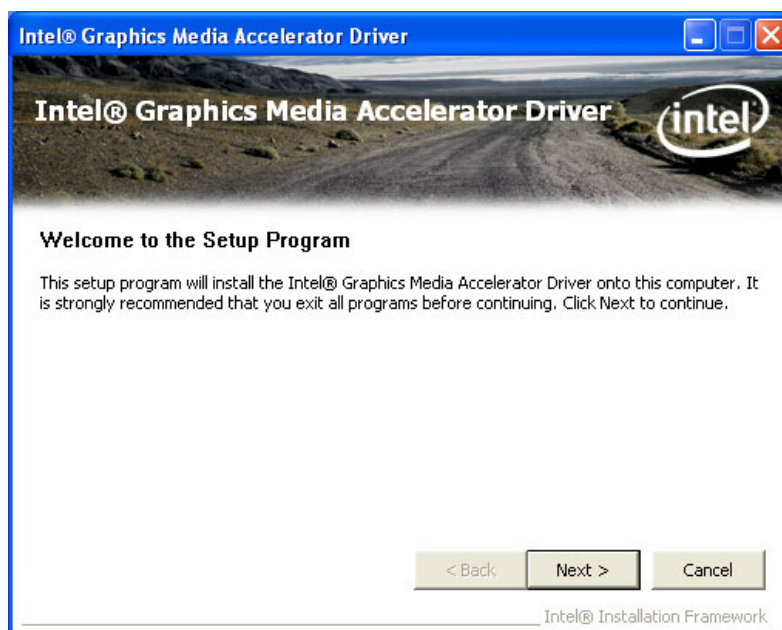 Intel® Graphics Media Accelerator Driver
Intel® Graphics Media Accelerator Driver
intel
Welcome to the Setup Program
This setup program will install the Intel® Graphics Media Accelerator Driver onto this computer. It
is strongly recommended that you exit all programs before continuing. Click Next to continue.
< Back Next > Cancel
Intel® Installation Framework